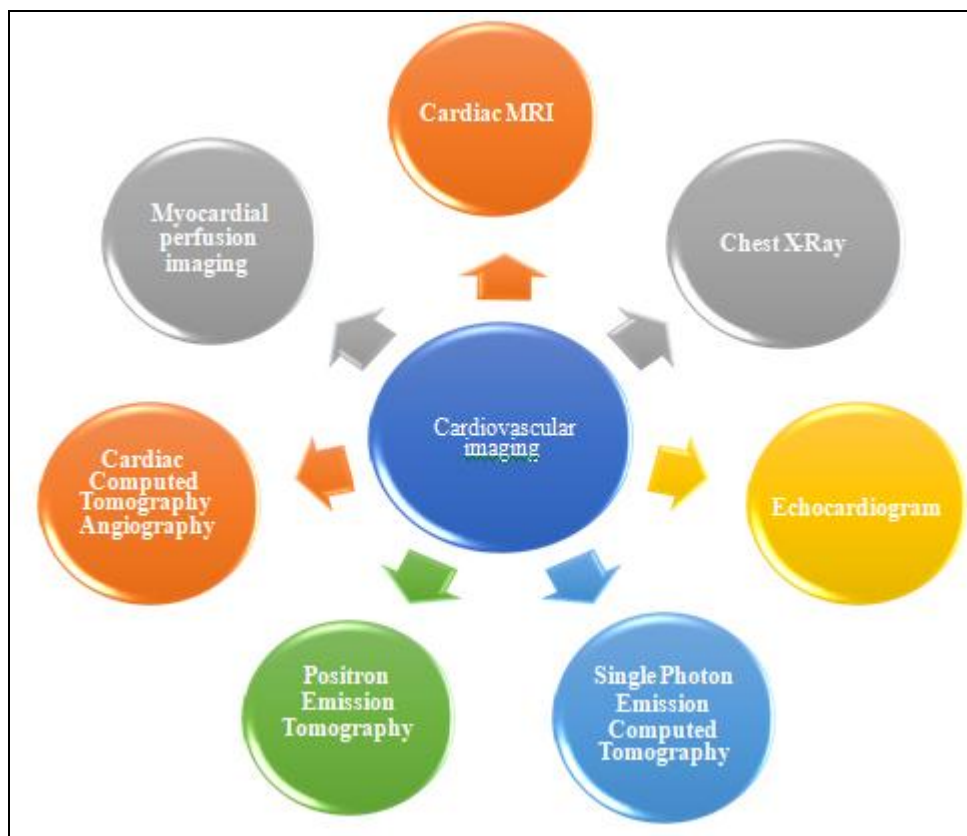 Cardiac MRI
Myocardial
perfusion
imaging
Chest X-Ray
Cardiovascular
imaging
Cardiac
Computed
Tomography
Angiography
Echocardiogram
Positron
Emission
Tomography
Single Photon
Emission
Computed
Tomography